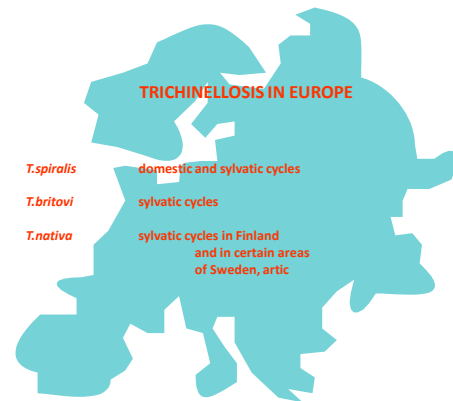 TRICHINELLOSIS IN EUROPE
T.spiralis domestic and sylvatic cycles
T.britovi sylvatic cycles
T.nativa sylvatic cycles in Finland
and in certain areas
of Sweden, artic